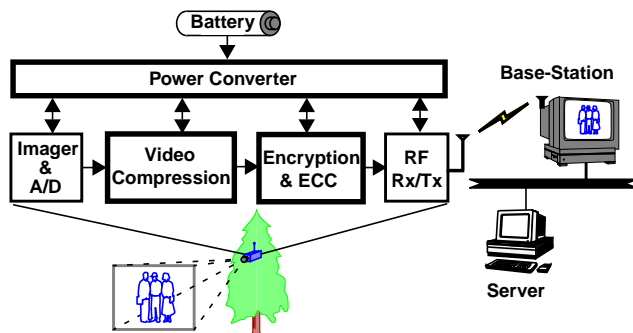 Battery
Power Converter
Base-Station
Imager
&
A/D
Video
Compression
Encryption
& ECC
RF
Rx/Tx
Server